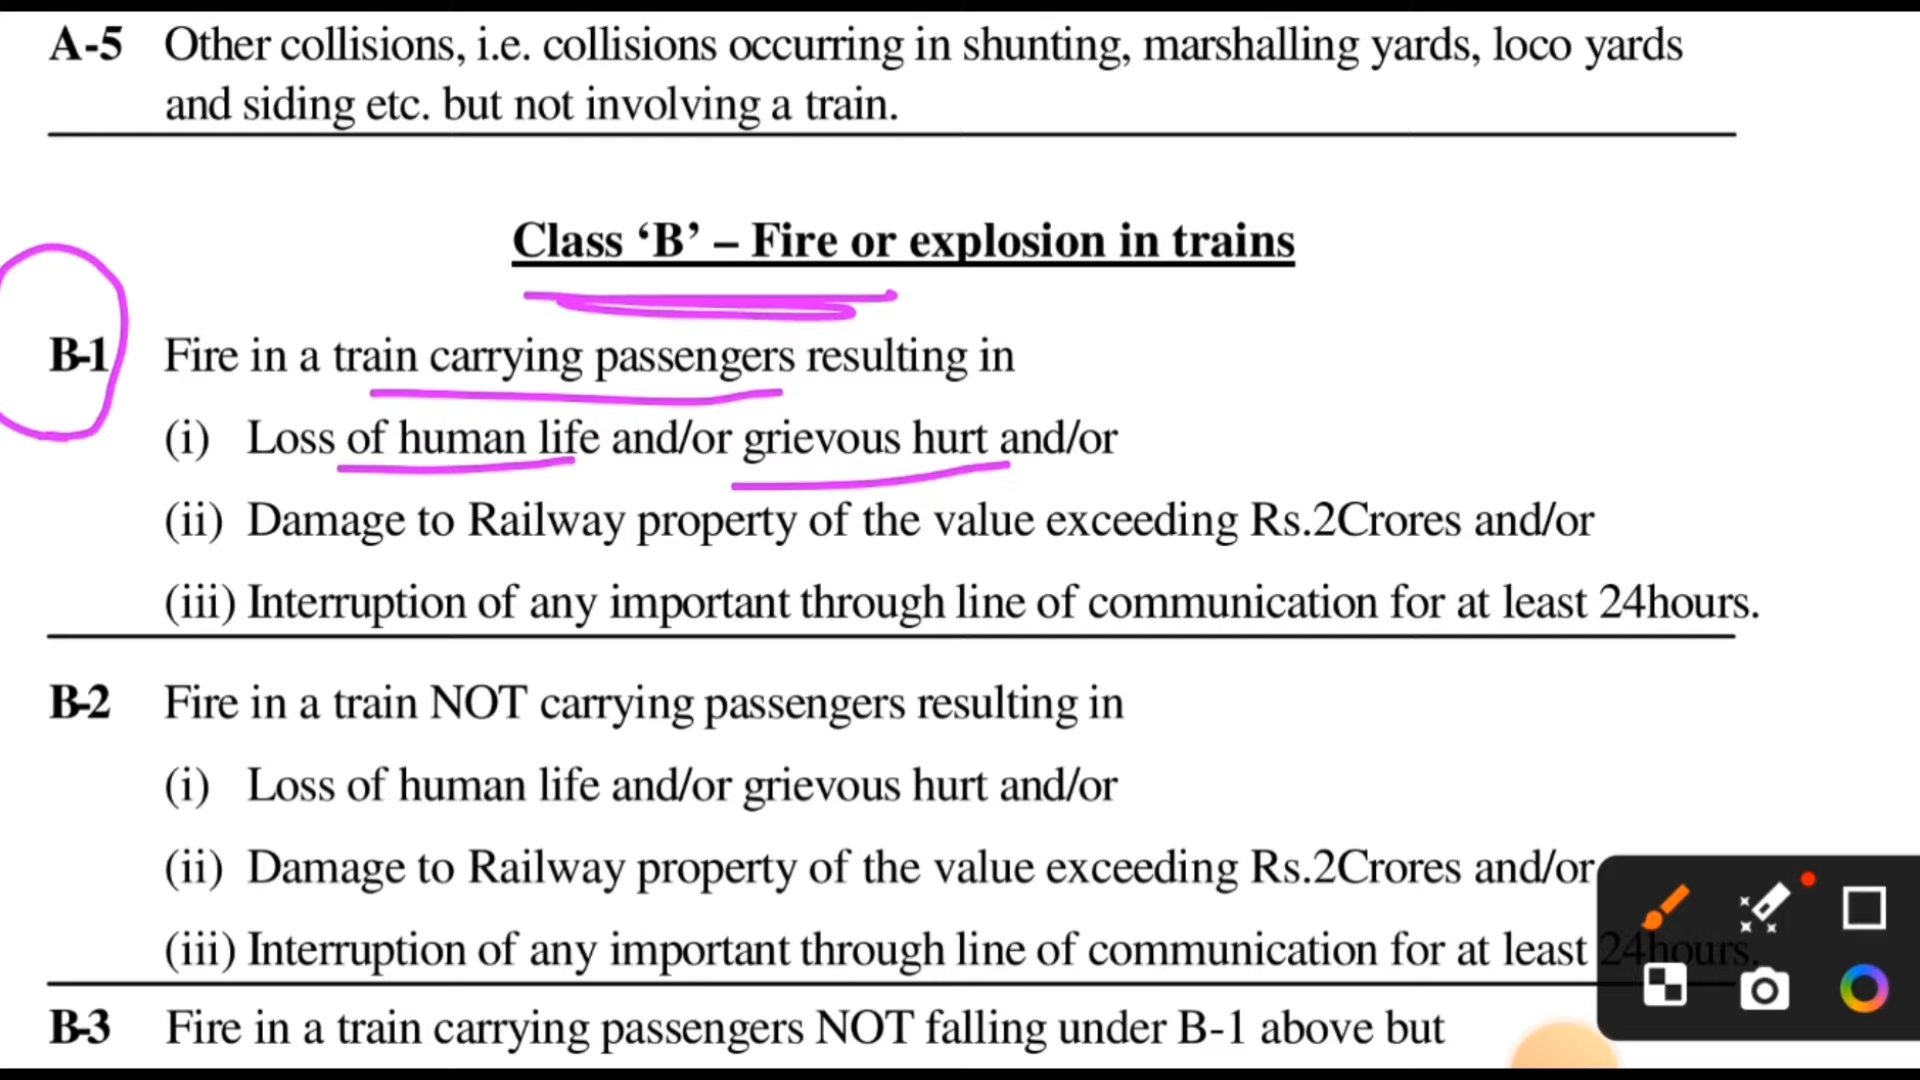 A-5 Other collisions, i.e. collisions occurring in shunting, marshalling yards, loco yards
and siding etc. but not involving a train.
Class ‘B’ – Fire or explosion in trains
B-1 Fire in a train carrying passengers resulting in
(i) Loss of human life and/or grievous hurt and/or
(ii) Damage to Railway property of the value exceeding Rs.2Crores and/or
(iii) Interruption of any important through line of communication for at least 24hours.
B-2 Fire in a train NOT carrying passengers resulting in
(i) Loss of human life and/or grievous hurt and/or
(ii) Damage to Railway property of the value exceeding Rs.2Crores and/or
(iii) Interruption of any important through line of communication for at least 24hours.
B-3 Fire in a train carrying passengers NOT falling under B-1 above but